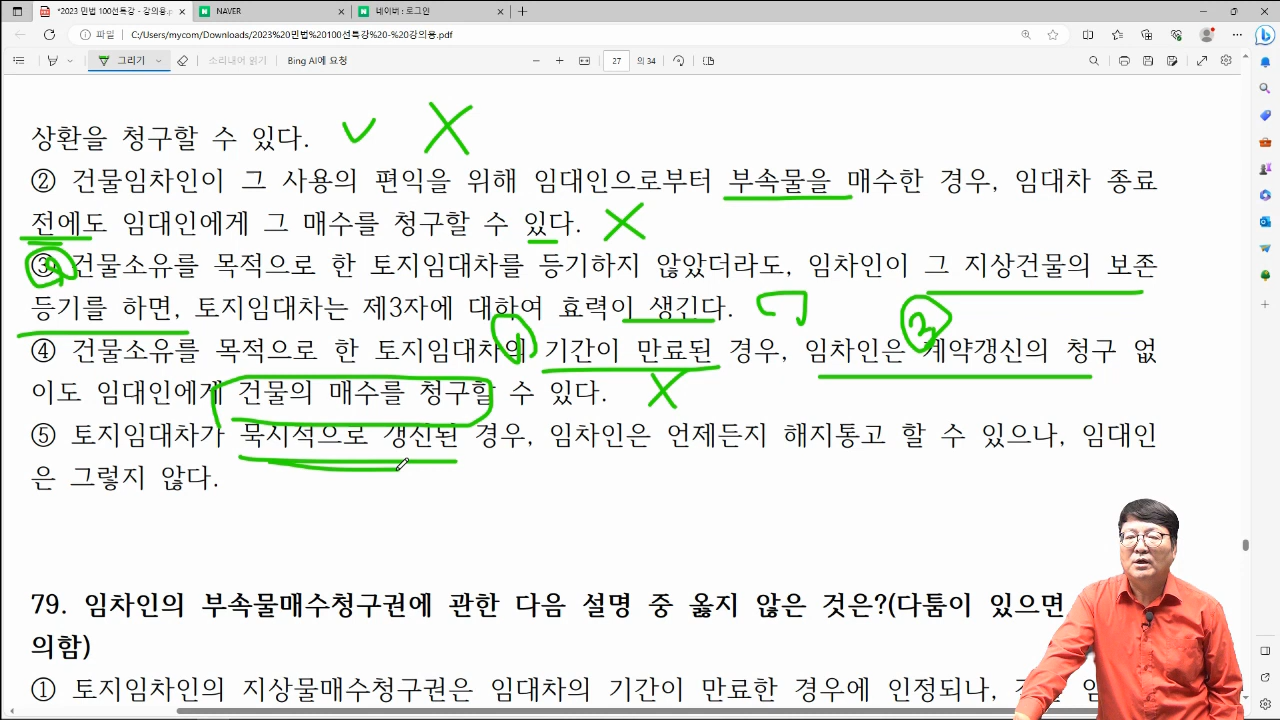 *2023 민법 100선특강 - 강의용.p
NAVER
네이버 : 로그인
파일
C:/Users/mycom/Downloads/2023%20민법%20100선특강%20-%20강의용.pdf
그리기
소리내어 읽기
Bing AI에 요청
27
의 34
상환을 청구할 수 있다.
② 건물임차인이 그 사용의 편익을 위해 임대인으로부터 부속물을 매수한 경우, 임대차 종료
전에도 임대인에게 그 매수를 청구할 수 있다.
③ 건물소유를 목적으로 한 토지임대차를 등기하지 않았더라도, 임차인이 그 지상건물의 보존
등기를 하면, 토지임대차는 제3자에 대하여 효력이 생긴다.
④ 건물소유를 목적으로 한 토지임대차의 기간이 만료된 경우, 임차인은 계약갱신의 청구 없
이도 임대인에게 건물의 매수를 청구할 수 있다.
⑤ 토지임대차가 묵시적으로 갱신된 경우, 임차인은 언제든지 해지통고 할 수 있으나, 임대인
은 그렇지 않다.
79. 임차인의 부속물매수청구권에 관한 다음 설명 중 옳지 않은 것은?(다툼이 있으면
의함)
① 토지임차인의 지상물매수청구권은 임대차의 기간이 만료한 경우에 인정되나,